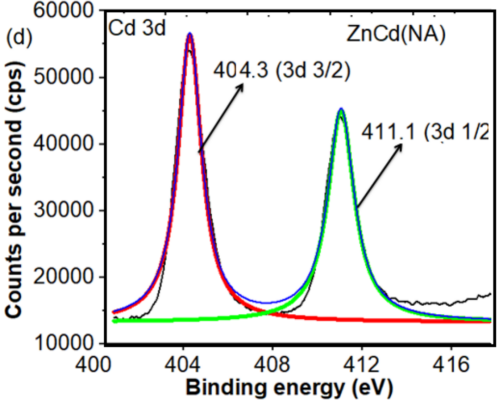 (d)
Cd 3d
ZnCd(NA)
404.3 (3d 3/2)
411.1 (3d 1/2
Counts per second (cps)
60000
50000
40000
30000
20000
10000
400 404 408 412 416
Binding energy (eV)